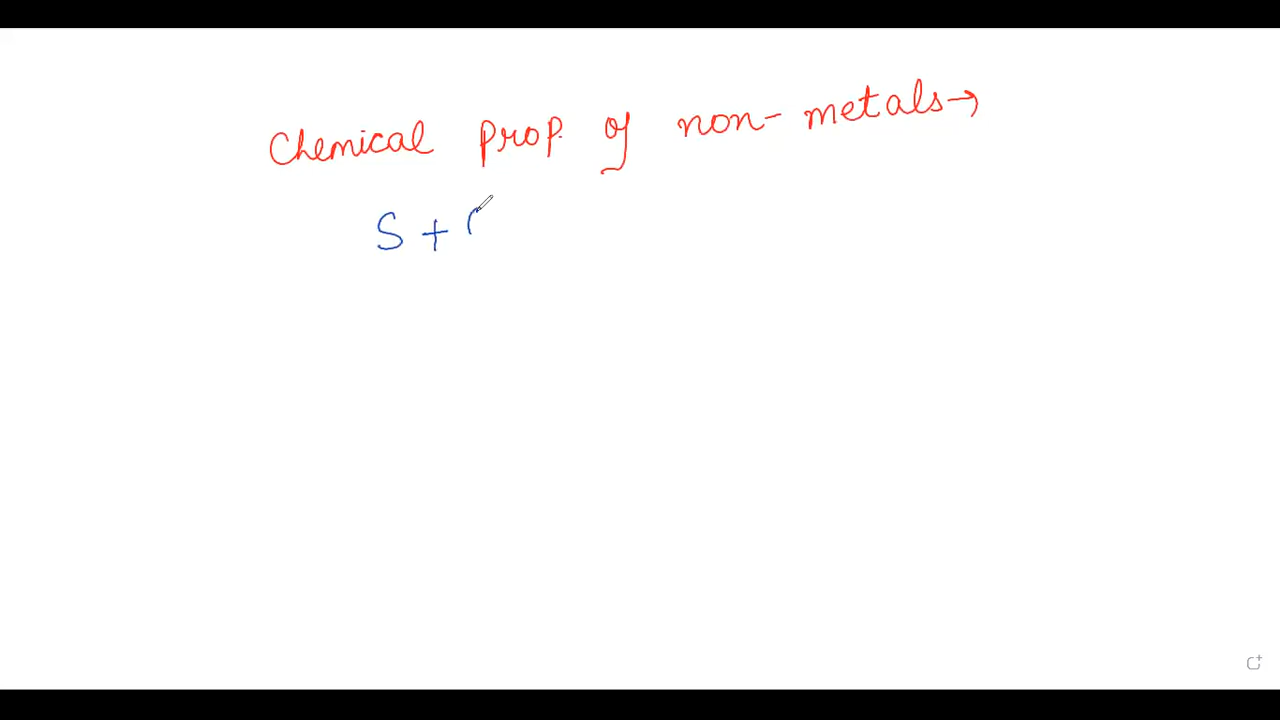 Chemical prop. of non-metals→
S +